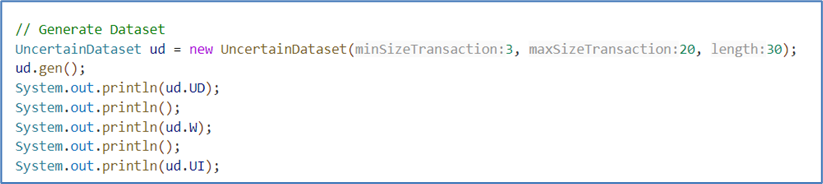 // Generate Dataset
UncertainDataset ud = new UncertainDataset(minSizeTransaction:3, maxSizeTransaction:20, length:30);
ud.gen();
System.out.println(ud.UD);
System.out.println();
System.out.println(ud.W);
System.out.println();
System.out.println(ud.UI);